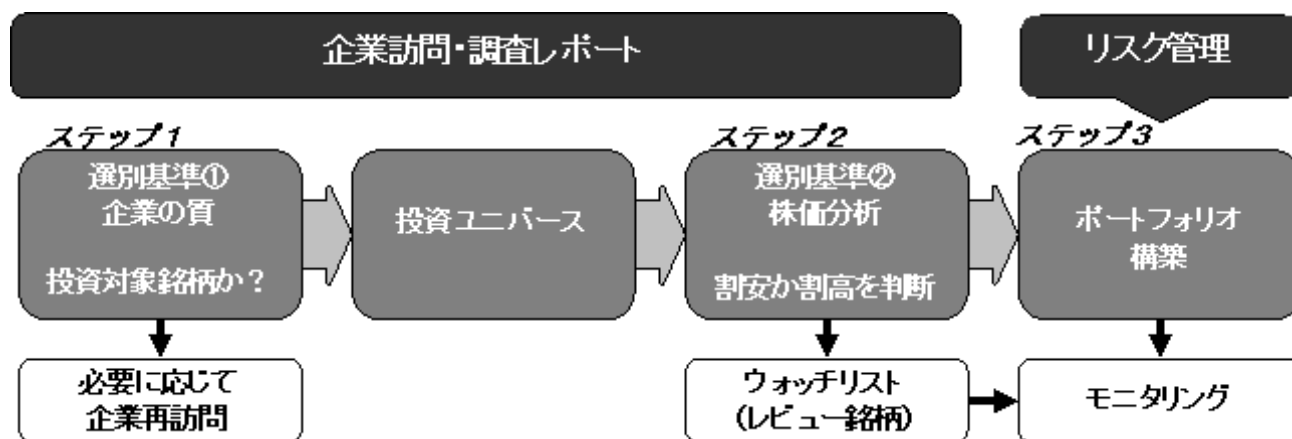 企業訪問・調査レポート
リスク管理
ステップ1
選別基準①
企業の質
投資対象銘柄か?
投資ユニバース
ステップ2
選別基準②
株価分析
割安か割高を判断
ステップ3
ポートフォリオ
構築
必要に応じて
企業再訪問
ウォッチリスト
(レビュー銘柄)
モニタリング